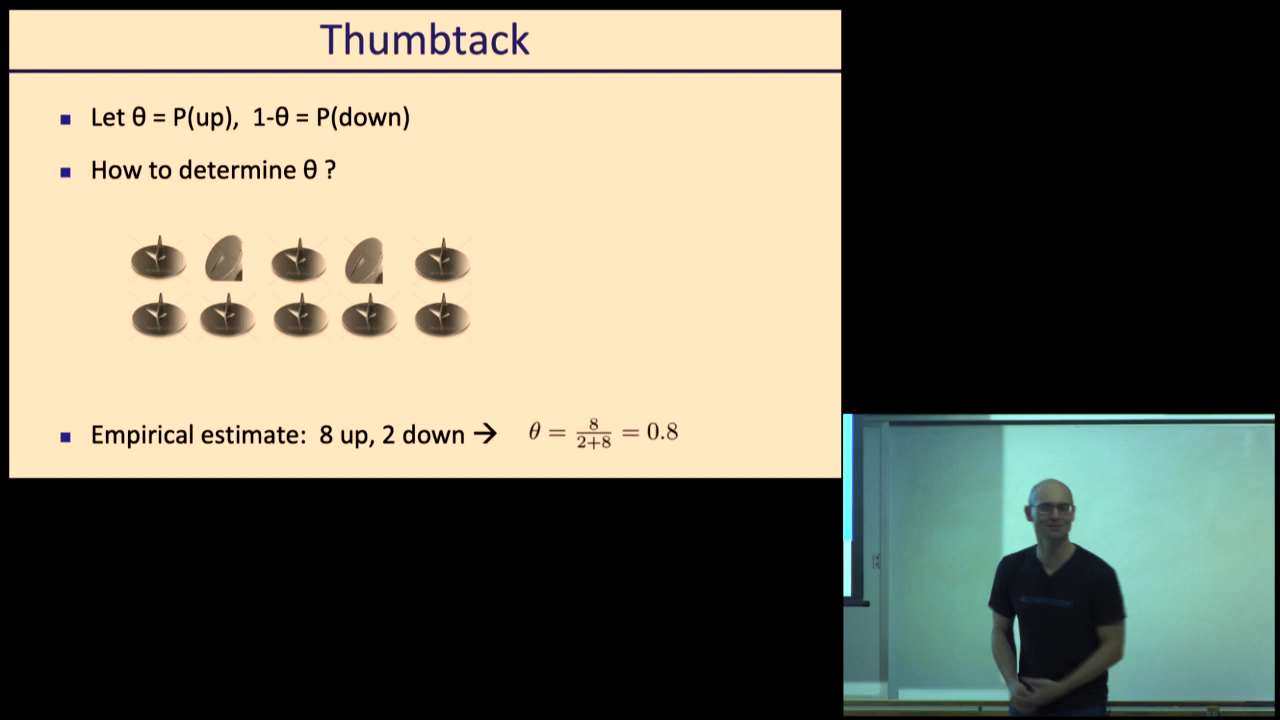 Thumbtack
Let θ = P(up), 1-θ = P(down)
How to determine θ ?
Empirical estimate: 8 up, 2 down → θ = 8/(2+8) = 0.8